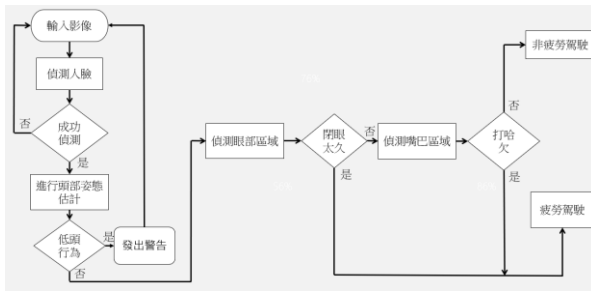 輸入影像
偵測人臉
否
成功
偵測
是
進行頭部姿態
估計
低頭
行為
是
發出警告
否
偵測眼部區域
閉眼
太久
否
是
偵測嘴巴區域
打哈
欠
否
是
非疲勞駕駛
疲勞駕駛